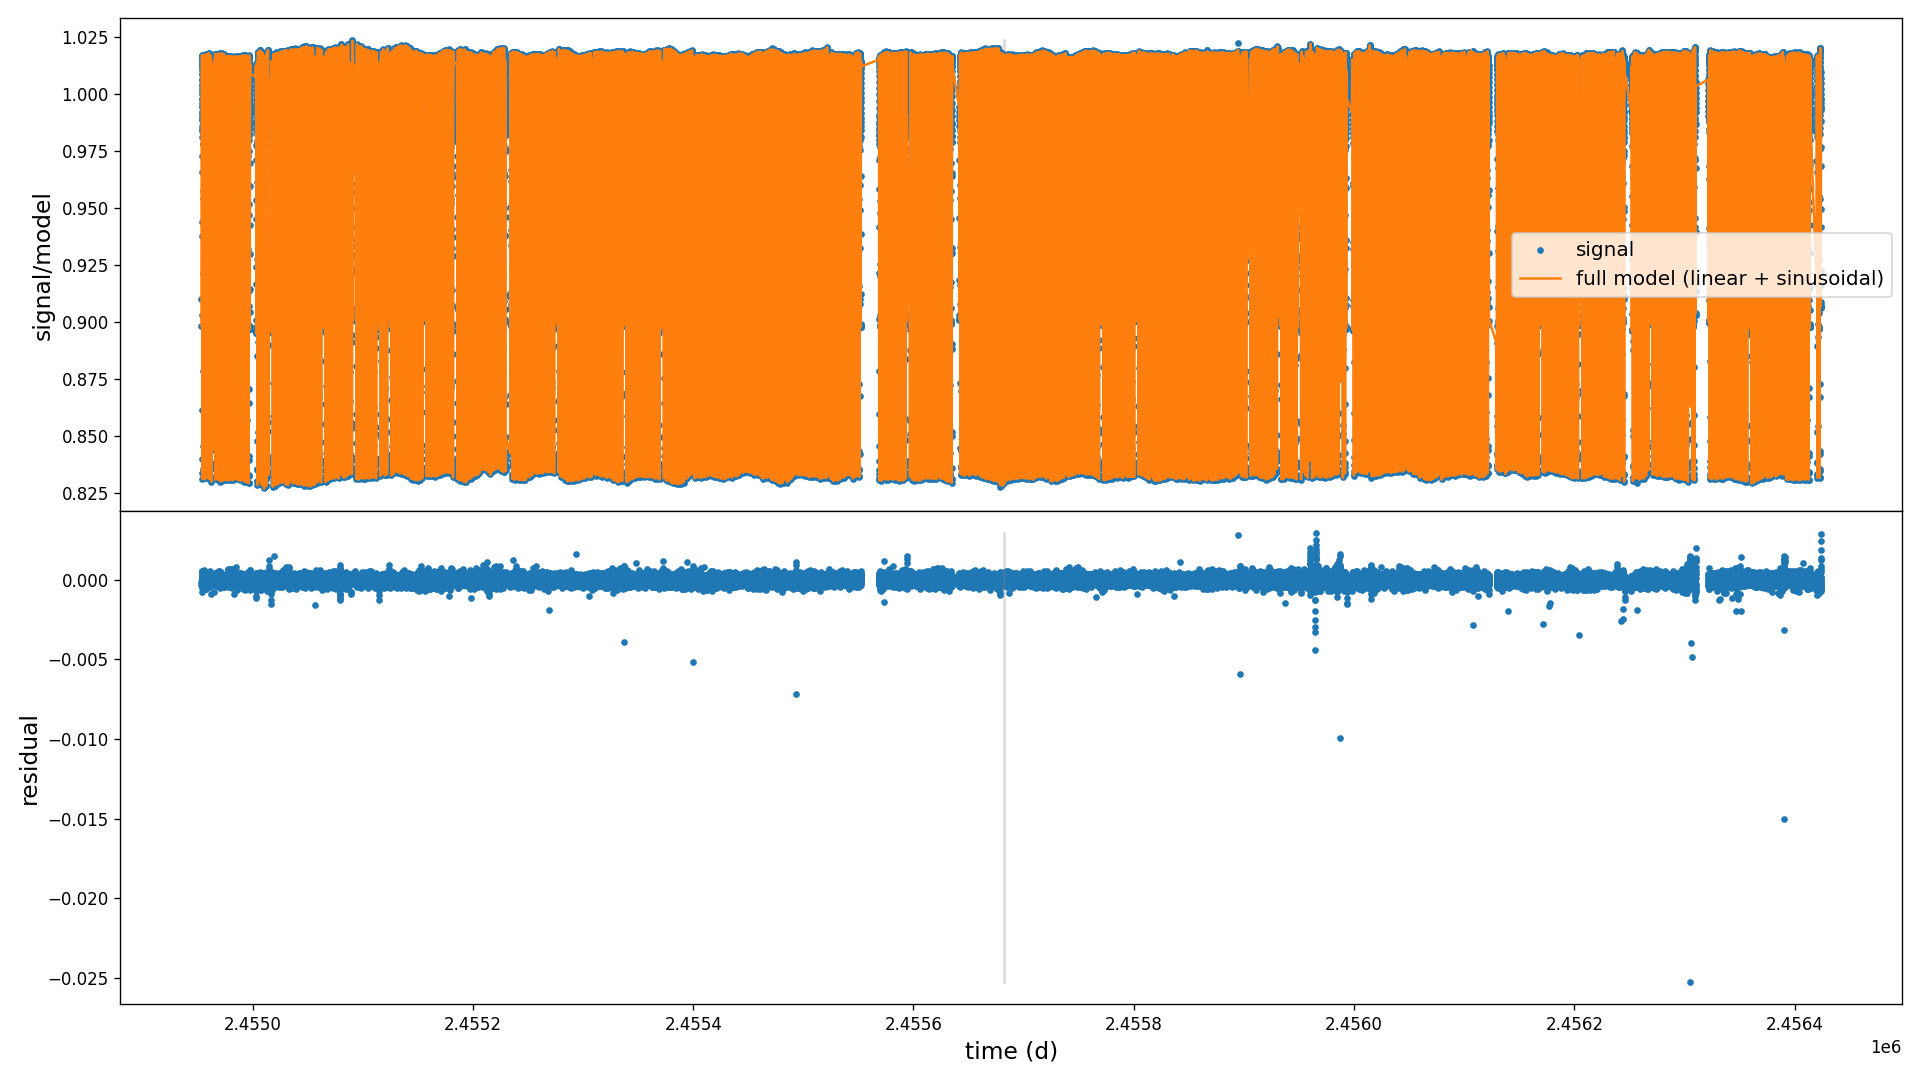 1.025
1.000
0.975
0.950
0.925
0.900
0.875
0.850
0.825
signal/model
signal
full model (linear + sinusoidal)
0.000
−0.005
−0.010
−0.015
−0.020
−0.025
residual
2.4550 2.4552 2.4554 2.4556 2.4558 2.4560 2.4562 2.4564
1e6
time (d)